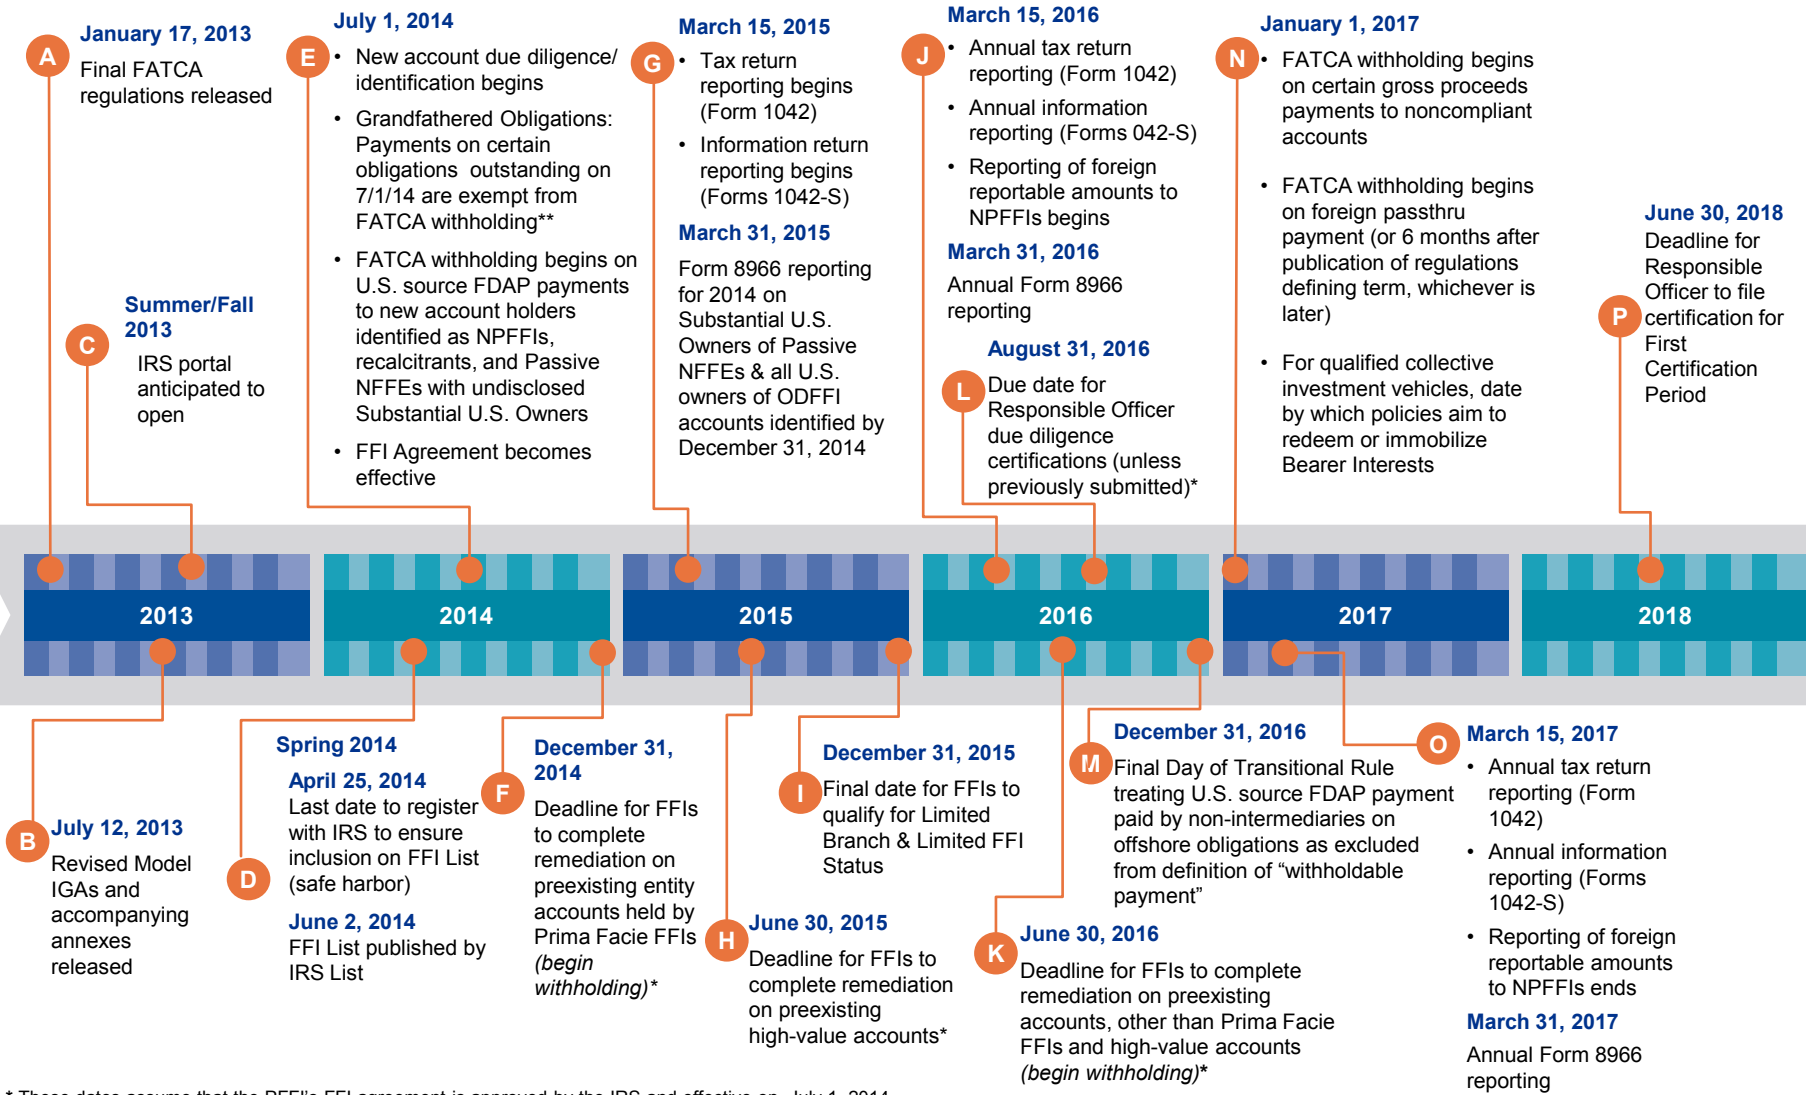 A
January 17, 2013
Final FATCA
regulations released
Summer/Fall
2013
C
IRS portal
anticipated to
open
July 1, 2014
E
• New account due diligence/
identification begins
• Grandfathered Obligations:
Payments on certain
obligations outstanding on
7/1/14 are exempt from
FATCA withholding**
• FATCA withholding begins on
U.S. source FDAP payments
to new account holders
identified as NPFFIs,
recalcitrants, and Passive
NFFEs with undisclosed
Substantial U.S. Owners
• FFI Agreement becomes
effective
March 15, 2015
G
• Tax return
reporting begins
(Form 1042)
• Information return
reporting begins
(Forms 1042-S)
March 31, 2015
Form 8966 reporting
for 2014 on
Substantial U.S.
Owners of Passive
NFFEs & all U.S.
owners of ODFFI
accounts identified by
December 31, 2014
March 15, 2016
J
• Annual tax return
reporting (Form 1042)
• Annual information
reporting (Forms 042-S)
• Reporting of foreign
reportable amounts to
NPFFIs begins
March 31, 2016
Annual Form 8966
reporting
August 31, 2016
L
Due date for
Responsible Officer
due diligence
certifications (unless
previously submitted)*
January 1, 2017
N
• FATCA withholding begins
on certain gross proceeds
payments to noncompliant
accounts
• FATCA withholding begins
on foreign passthru
payment (or 6 months after
publication of regulations
defining term, whichever is
later)
• For qualified collective
investment vehicles, date
by which policies aim to
redeem or immobilize
Bearer Interests
June 30, 2018
P
Deadline for
Responsible
Officer to file
certification for
First
Certification
Period
2013
2014
2015
2016
2017
2018
B
July 12, 2013
Revised Model
IGAs and
accompanying
annexes
released
D
Spring 2014
April 25, 2014
Last date to register
with IRS to ensure
inclusion on FFI List
(safe harbor)
June 2, 2014
FFI List published by
IRS List
F
December 31,
2014
Deadline for FFIs
to complete
remediation on
preexisting entity
accounts held by
Prima Facie FFIs
(begin
withholding)*
H
June 30, 2015
Deadline for FFIs to
complete remediation
on preexisting
high-value accounts*
I
December 31, 2015
Final date for FFIs to
qualify for Limited
Branch & Limited FFI
Status
K
June 30, 2016
Deadline for FFIs to complete
remediation on preexisting
accounts, other than Prima Facie
FFIs and high-value accounts
(begin withholding)*
M
December 31, 2016
Final Day of Transitional Rule
treating U.S. source FDAP payment
paid by non-intermediaries on
offshore obligations as excluded
from definition of “withholdable
payment”
O
March 15, 2017
• Annual tax return
reporting (Form
1042)
• Annual information
reporting (Forms
1042-S)
• Reporting of foreign
reportable amounts
to NPFFIs ends
March 31, 2017
Annual Form 8966
reporting
* These dates assume that the PFFI's FFI agreement is approved by the IRS and effective on July 1, 2014